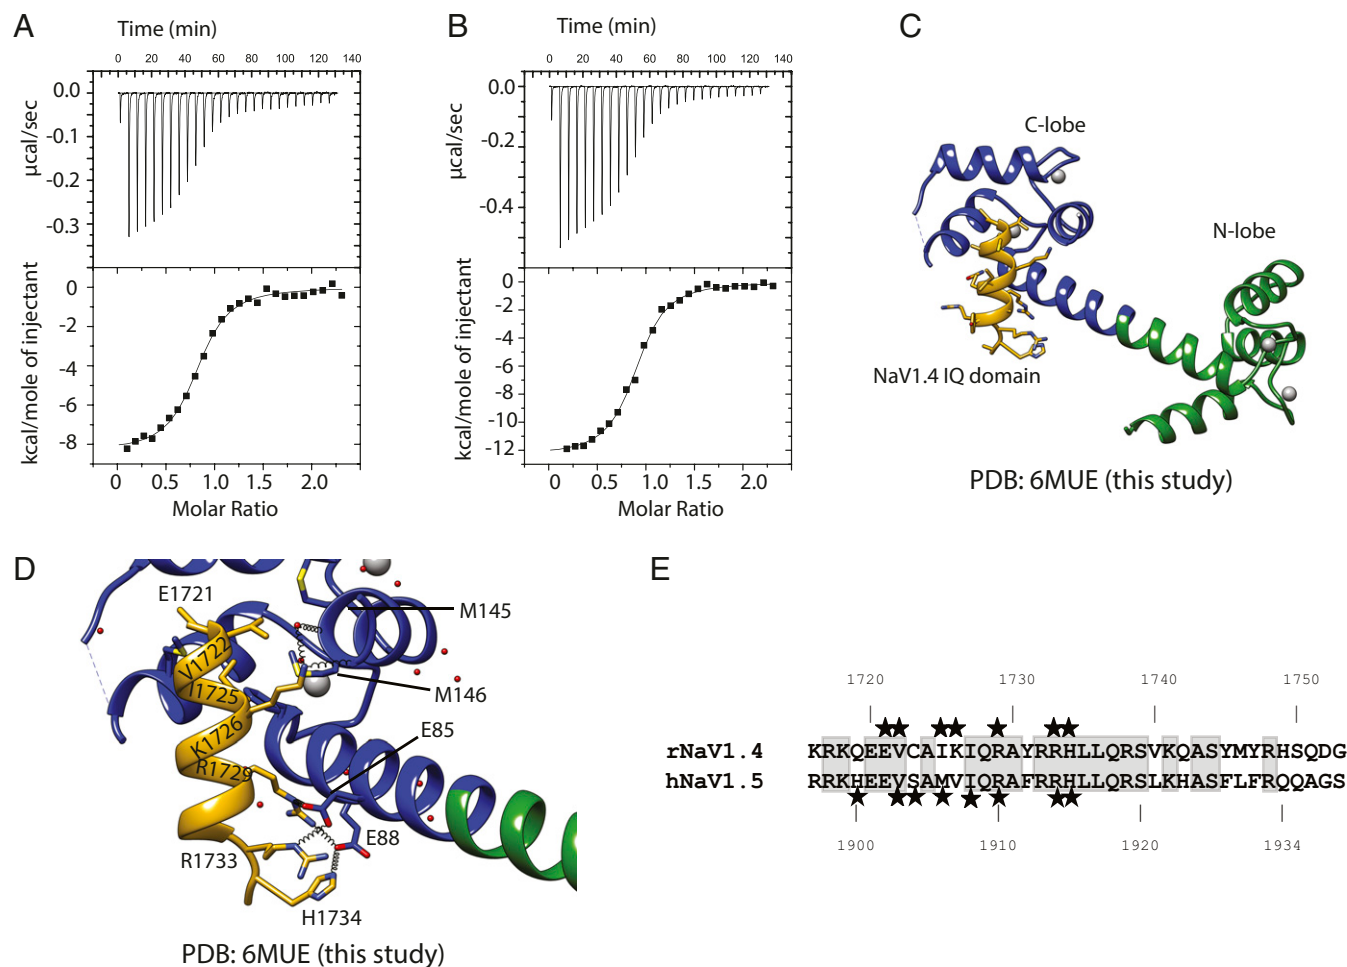 A
Time (min)
0 20 40 60 80 100 120 140
0.0
-0.1
-0.2
-0.3
µcal/sec
0
-2
-4
-6
-8
kcal/mole of injectant
0 0.5 1.0 1.5 2.0
Molar Ratio
B
Time (min)
0 20 40 60 80 100 120 140
0.0
-0.2
-0.4
µcal/sec
0
-2
-4
-6
-8
-10
-12
kcal/mole of injectant
0 0.5 1.0 1.5 2.0
Molar Ratio
C
C-lobe
N-lobe
NaV1.4 IQ domain
PDB: 6MUE (this study)
D
E1721
M145
V1722
I1725
M146
K1726
E85
R1729
E88
R1733
H1734
PDB: 6MUE (this study)
E
1720 1730 1740 1750
rNaV1.4 KRKQEEVCAIKIQRAYRRHLLQRSVKQASYMYRHSQDG
hNaV1.5 RRKHEEVSAMVIQRAFRRHLLQRSLKHASFLFRQQAGS
1900 1910 1920 1934